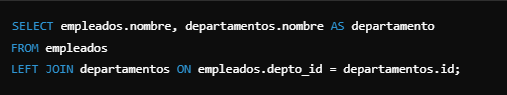 SELECT empleados.nombre, departamentos.nombre AS departamento
FROM empleados
LEFT JOIN departamentos ON empleados.depto_id = departamentos.id;